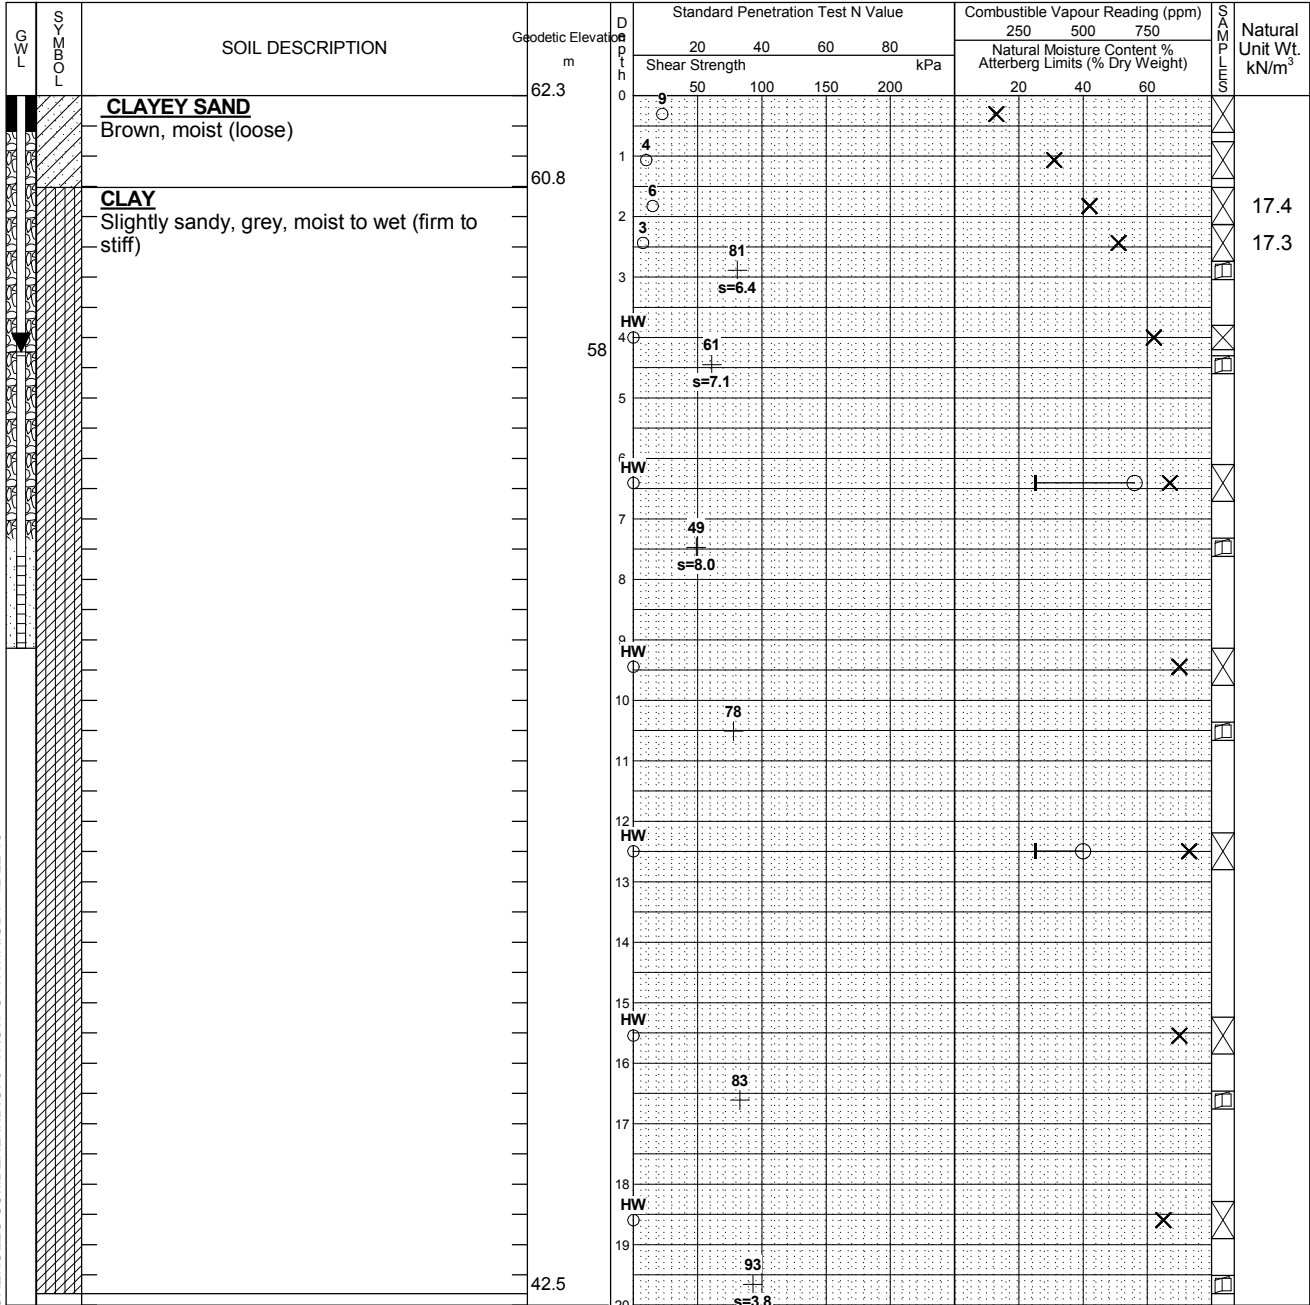 GWL
SYMBOL
SOIL DESCRIPTION
Geodetic Elevation
m
Depth
Standard Penetration Test N Value
20 40 60 80
Shear Strength kPa
50 100 150 200
Combustible Vapour Reading (ppm)
250 500 750
Natural Moisture Content %
Atterberg Limits (% Dry Weight)
20 40 60
SAMPLES
Natural
Unit Wt.
kN/m³
62.3
0
CLAYEY SAND
Brown, moist (loose)
9
4
1
60.8
CLAY
Slightly sandy, grey, moist to wet (firm to
stiff)
6
17.4
2
3
17.3
81
3
s=6.4
HW
4
58
61
s=7.1
5
6
HW
7
49
s=8.0
8
9
HW
10
78
11
12
HW
13
14
15
HW
16
83
17
18
HW
19
93
42.5
s=3.8
20